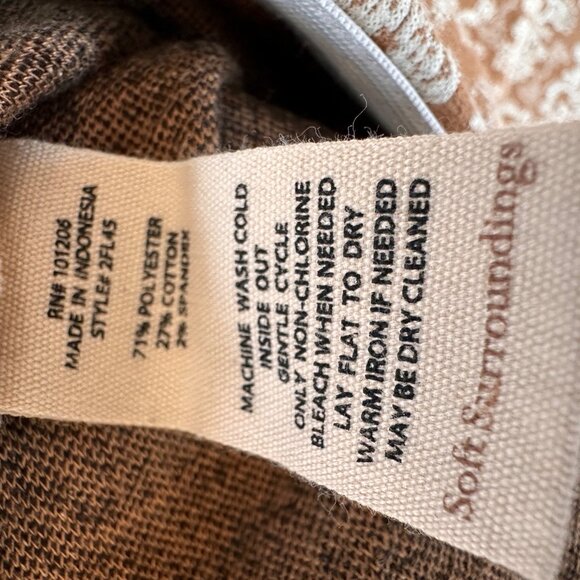 RN# 101206
MADE IN INDONESIA
STYLE# 2FL45
71% POLYESTER
27% COTTON
2% SPANDEX
MACHINE WASH COLD
INSIDE OUT
GENTLE CYCLE
ONLY NON-CHLORINE
BLEACH WHEN NEEDED
LAY FLAT TO DRY
WARM IRON IF NEEDED
MAY BE DRY CLEANED
Soft Surroundings